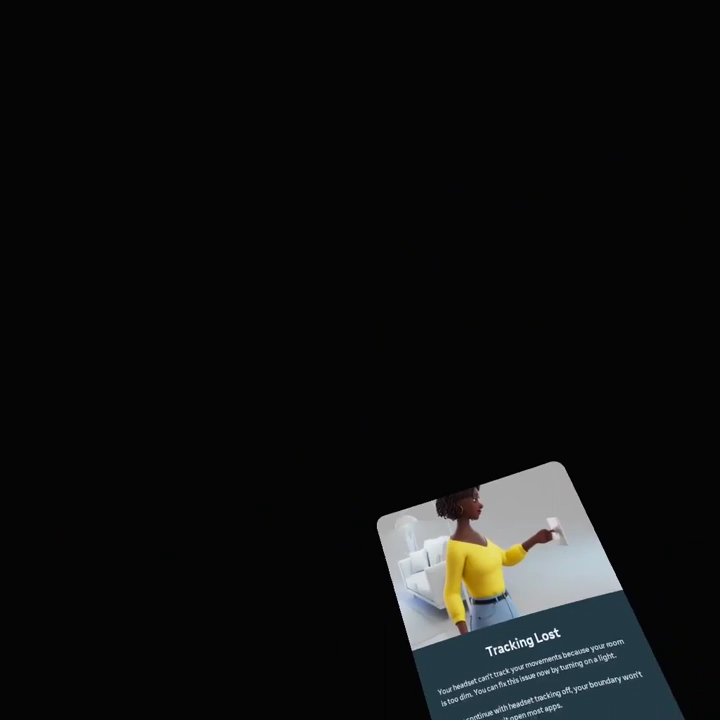 Tracking Lost
Your headset can't track your movements because your room
is too dim. You can fix this issue now by turning on a light.
continue with headset tracking off, your boundary won't
open most apps.